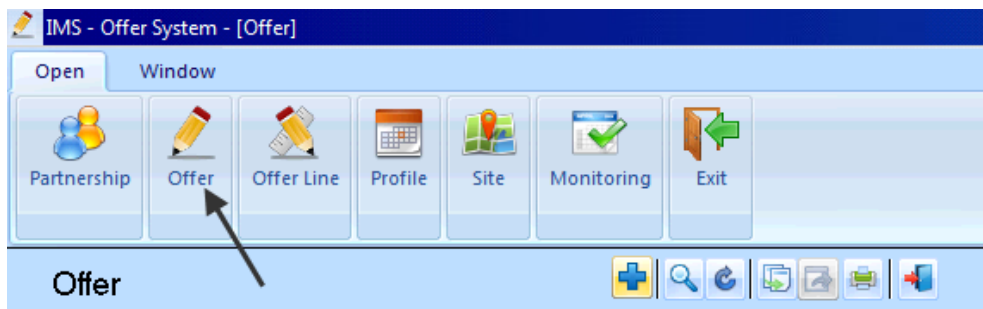 IMS - Offer System - [Offer]
Open Window
Partnership Offer Offer Line Profile Site Monitoring Exit
Offer